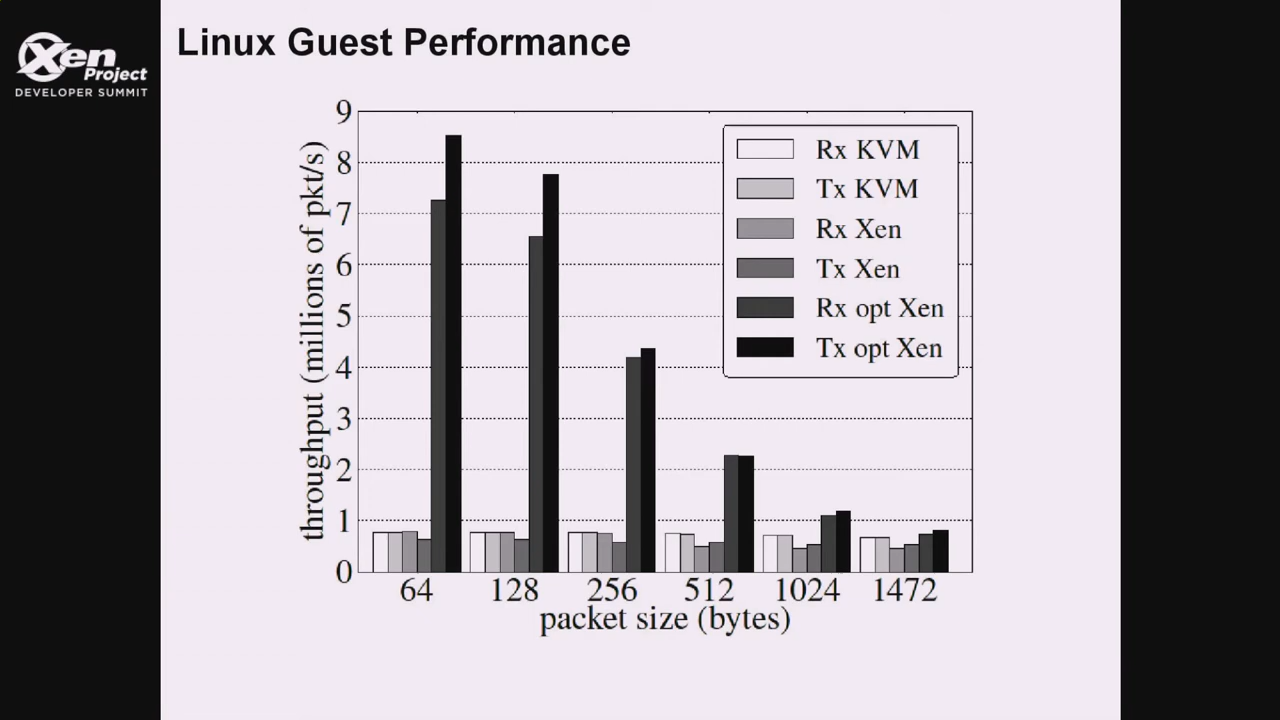 Xen
Project
DEVELOPER SUMMIT
Linux Guest Performance
throughput (millions of pkt/s)
9
8
7
6
5
4
3
2
1
0
Rx KVM
Tx KVM
Rx Xen
Tx Xen
Rx opt Xen
Tx opt Xen
64 128 256 512 1024 1472
packet size (bytes)